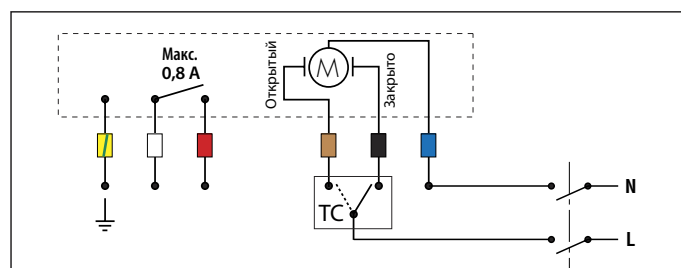 Макс.
0,8 А
Открытый
M
Закрыто
TC
N
L